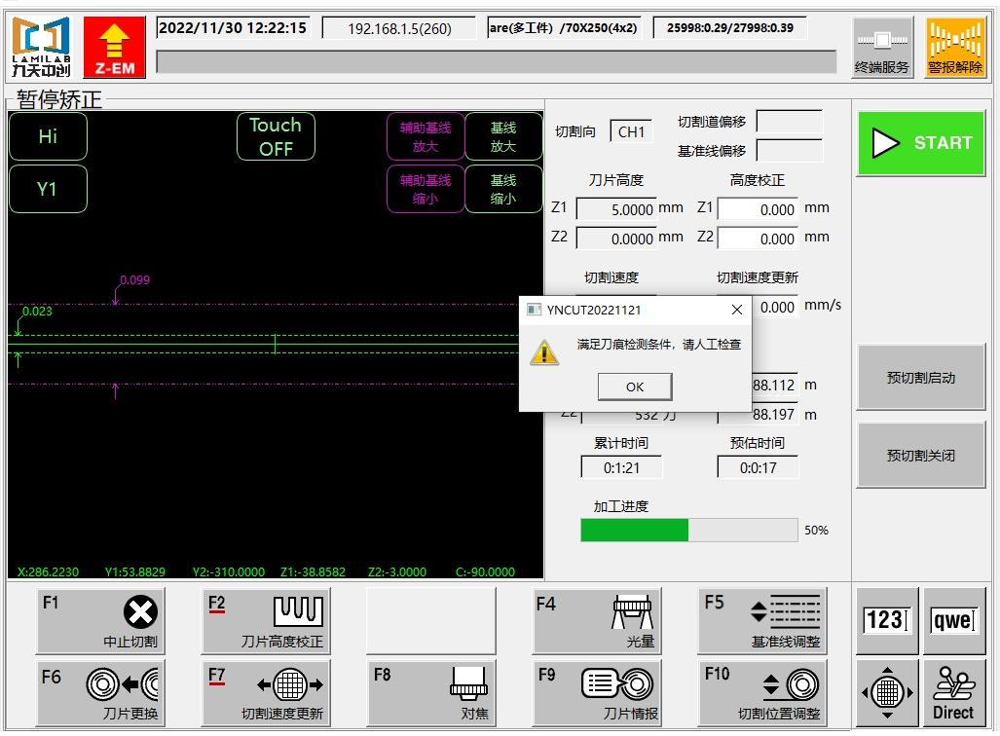 LAMILAB
九天中创
Z-EM
2022/11/30 12:22:15
192.168.1.5(260)
are(多工件) /70X250(4x2)
25998:0.29/27998:0.39
终端服务
警报解除
暂停矫正
Hi
Touch
OFF
辅助基线
放大
基线
放大
Y1
辅助基线
缩小
基线
缩小
0.099
0.023
X:286.2230 Y1:53.8829 Y2:-310.0000 Z1:-38.8582 Z2:-3.0000 C:-90.0000
切割向 CH1
切割道偏移
基准线偏移
刀片高度 高度校正
Z1 5.0000 mm Z1 0.000 mm
Z2 0.0000 mm Z2 0.000 mm
切割速度 切割速度更新
0.000 mm/s
YNCUT20221121
满足刀痕检测条件，请人工检查
OK
88.112 m
Z2 532 刀 88.197 m
累计时间 预估时间
0:1:21 0:0:17
加工进度
50%
START
预切割启动
预切割关闭
F1 中止切割
F2 刀片高度校正
F4 光量
F5 基准线调整
F6 刀片更换
F7 切割速度更新
F8 对焦
F9 刀片情报
F10 切割位置调整
123
qwe
Direct